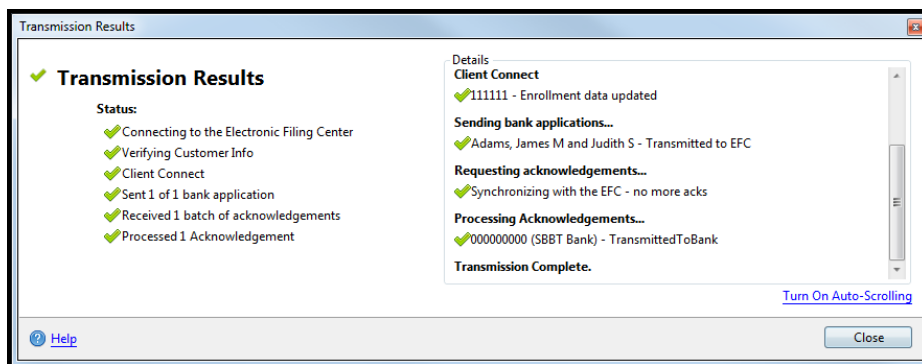 Transmission Results
Transmission Results
Status:
Connecting to the Electronic Filing Center
Verifying Customer Info
Client Connect
Sent 1 of 1 bank application
Received 1 batch of acknowledgements
Processed 1 Acknowledgement
Details
Client Connect
111111 - Enrollment data updated
Sending bank applications...
Adams, James M and Judith S - Transmitted to EFC
Requesting acknowledgements...
Synchronizing with the EFC - no more acks
Processing Acknowledgements...
000000000 (SBBT Bank) - TransmittedToBank
Transmission Complete.
Turn On Auto-Scrolling
Help
Close